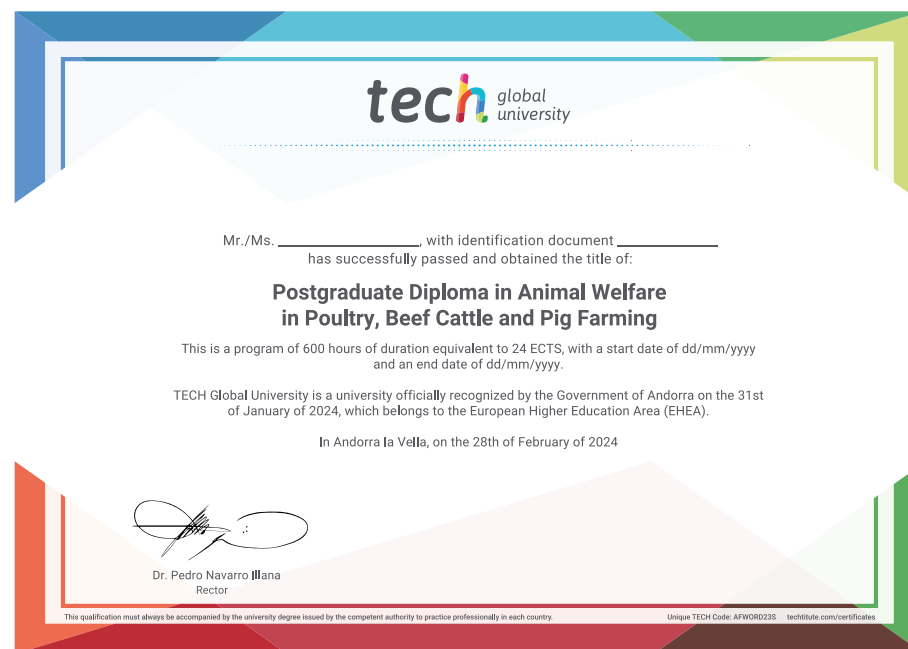 tech global university
Mr./Ms. , with identification document
has successfully passed and obtained the title of:
Postgraduate Diploma in Animal Welfare
in Poultry, Beef Cattle and Pig Farming
This is a program of 600 hours of duration equivalent to 24 ECTS, with a start date of dd/mm/yyyy
and an end date of dd/mm/yyyy.
TECH Global University is a university officially recognized by the Government of Andorra on the 31st
of January of 2024, which belongs to the European Higher Education Area (EHEA).
In Andorra la Vella, on the 28th of February of 2024
Dr. Pedro Navarro Illana
Rector
This qualification must always be accompanied by the university degree issued by the competent authority to practice professionally in each country. Unique TECH Code: AFWORD23S techtitute.com/certificates